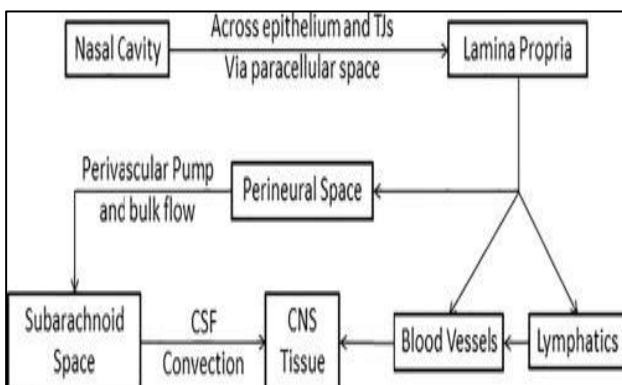 Nasal Cavity
Across epithelium and TJs
Via paracellular space
Lamina Propria
Perivascular Pump
and bulk flow
Perineural Space
Subarachnoid
Space
CSF
Convection
CNS
Tissue
Blood Vessels
Lymphatics